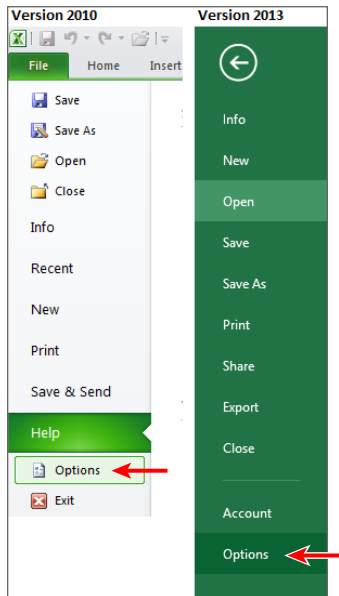 Version 2010
File Home Insert
Save
Save As
Open
Close
Info
Recent
New
Print
Save & Send
Help
Options
Exit
Version 2013
Info
New
Open
Save
Save As
Print
Share
Export
Close
Account
Options